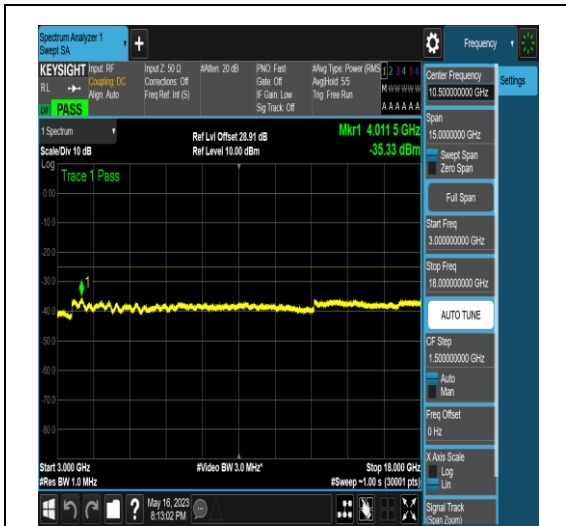 Spectrum Analyzer 1
Swept SA
Frequency
KEYSIGHT
Input: RF
Coupling: DC
Align: Auto
Input Z: 50 Ω
Corrections: Off
Freq Ref: Int (S)
#Atten: 20 dB
PNO: Fast
Gate: Off
IF Gain: Low
Sig Track: Off
#Avg Type: Power (RMS
Avg|Hold: 5/5
Trig: Free Run
1 2 3 4 5 6
M W W W W W
A A A A A A
RL
PASS
Center Frequency
10.500000000 GHz
Settings
Span
15.0000000 GHz
Swept Span
Zero Span
Full Span
Start Freq
3.000000000 GHz
Stop Freq
18.000000000 GHz
AUTO TUNE
CF Step
1.500000000 GHz
Auto
Man
Freq Offset
0 Hz
X Axis Scale
Log
Lin
Signal Track
(Span Zoom)
1 Spectrum
Scale/Div 10 dB
Ref Lvl Offset 28.91 dB
Ref Level 10.00 dBm
Mkr1 4.011 5 GHz
-35.33 dBm
Log
Trace 1 Pass
0.00
-10.0
-20.0
-30.0
-40.0
-50.0
-60.0
-70.0
-80.0
1
Start 3.000 GHz
#Res BW 1.0 MHz
#Video BW 3.0 MHz*
Stop 18.000 GHz
#Sweep ~1.00 s (30001 pts)
May 16, 2023
8:13:02 PM